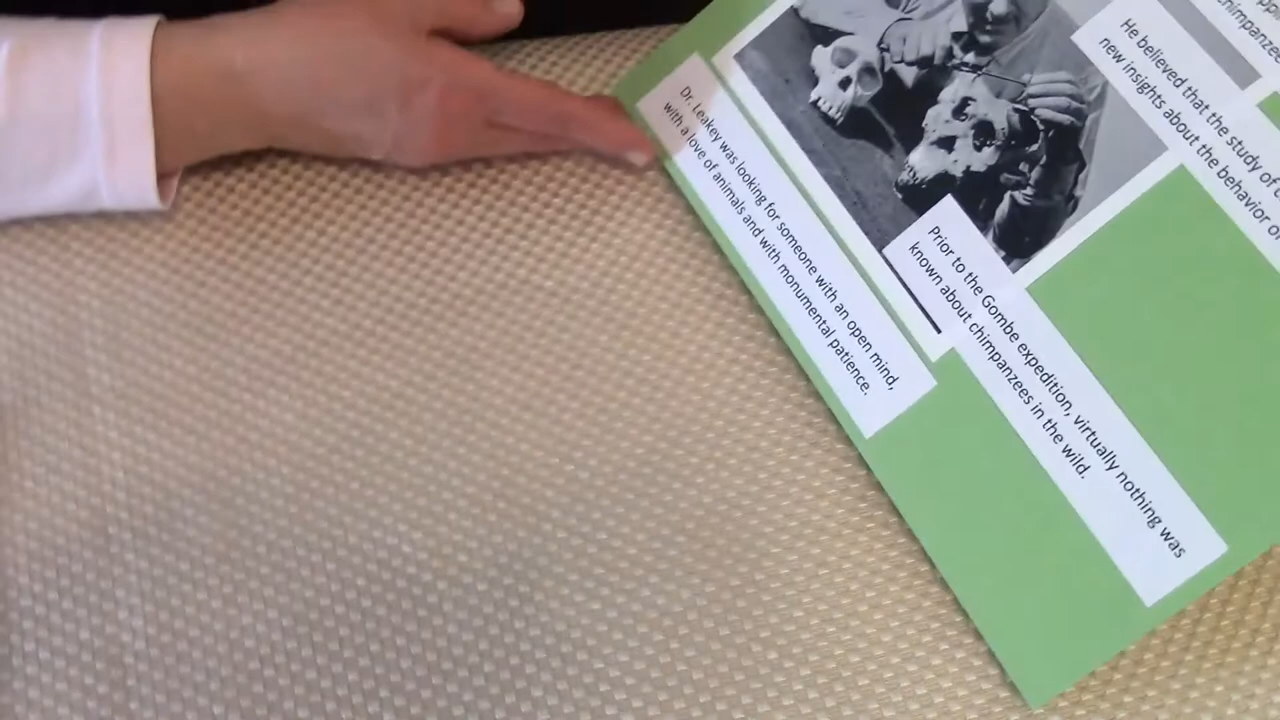 chimpanzee
He believed that the study of
new insights about the behavior of
Dr. Leakey was looking for someone with an open mind,
with a love of animals and with monumental patience.
Prior to the Gombe expedition, virtually nothing was
known about chimpanzees in the wild.